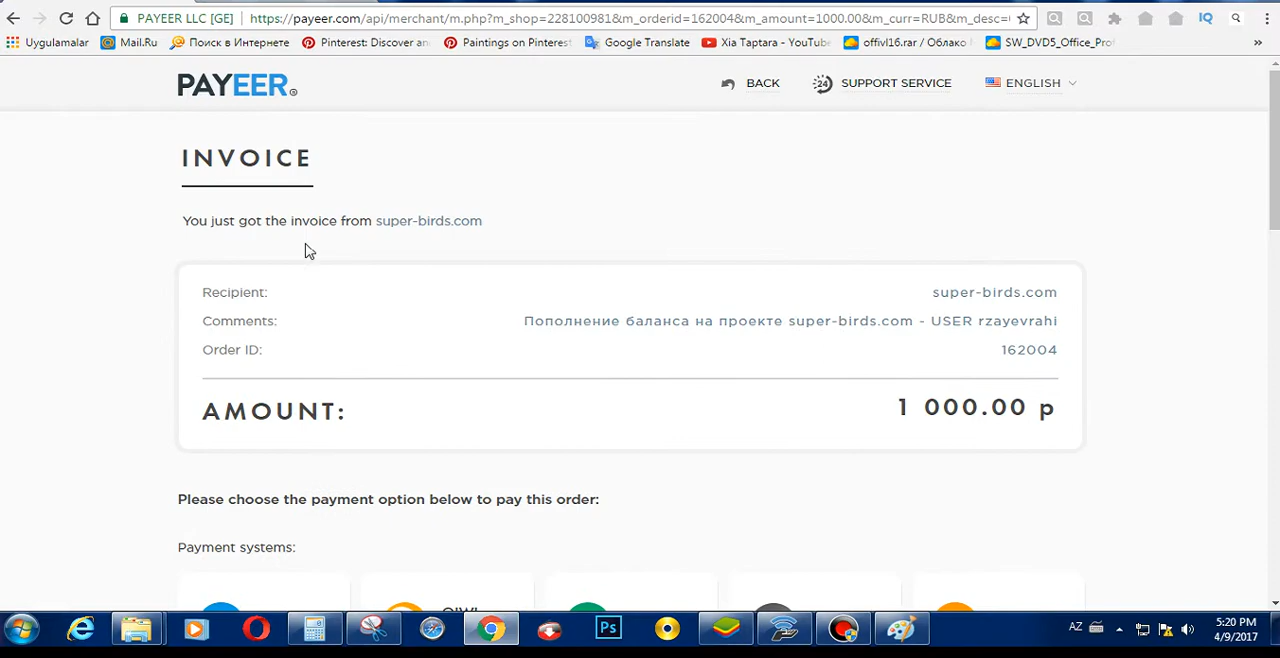 PAYEER LLC [GE] https://payeer.com/api/merchant/m.php?m_shop=228100981&m_orderid=162004&m_amount=1000.00&m_curr=RUB&m_desc=
Uygulamalar Mail.Ru Поиск в Интернете Pinterest: Discover an Paintings on Pinterest Google Translate Xia Taptara - YouTube offivl16.rar / Облако SW_DVD5_Office_Prof »
PAYEER
BACK 24 SUPPORT SERVICE ENGLISH
INVOICE
You just got the invoice from super-birds.com
Recipient: super-birds.com
Comments: Пополнение баланса на проекте super-birds.com - USER rzayevrahi
Order ID: 162004
AMOUNT: 1 000.00 р
Please choose the payment option below to pay this order:
Payment systems:
Ps AZ 5:20 PM
4/9/2017